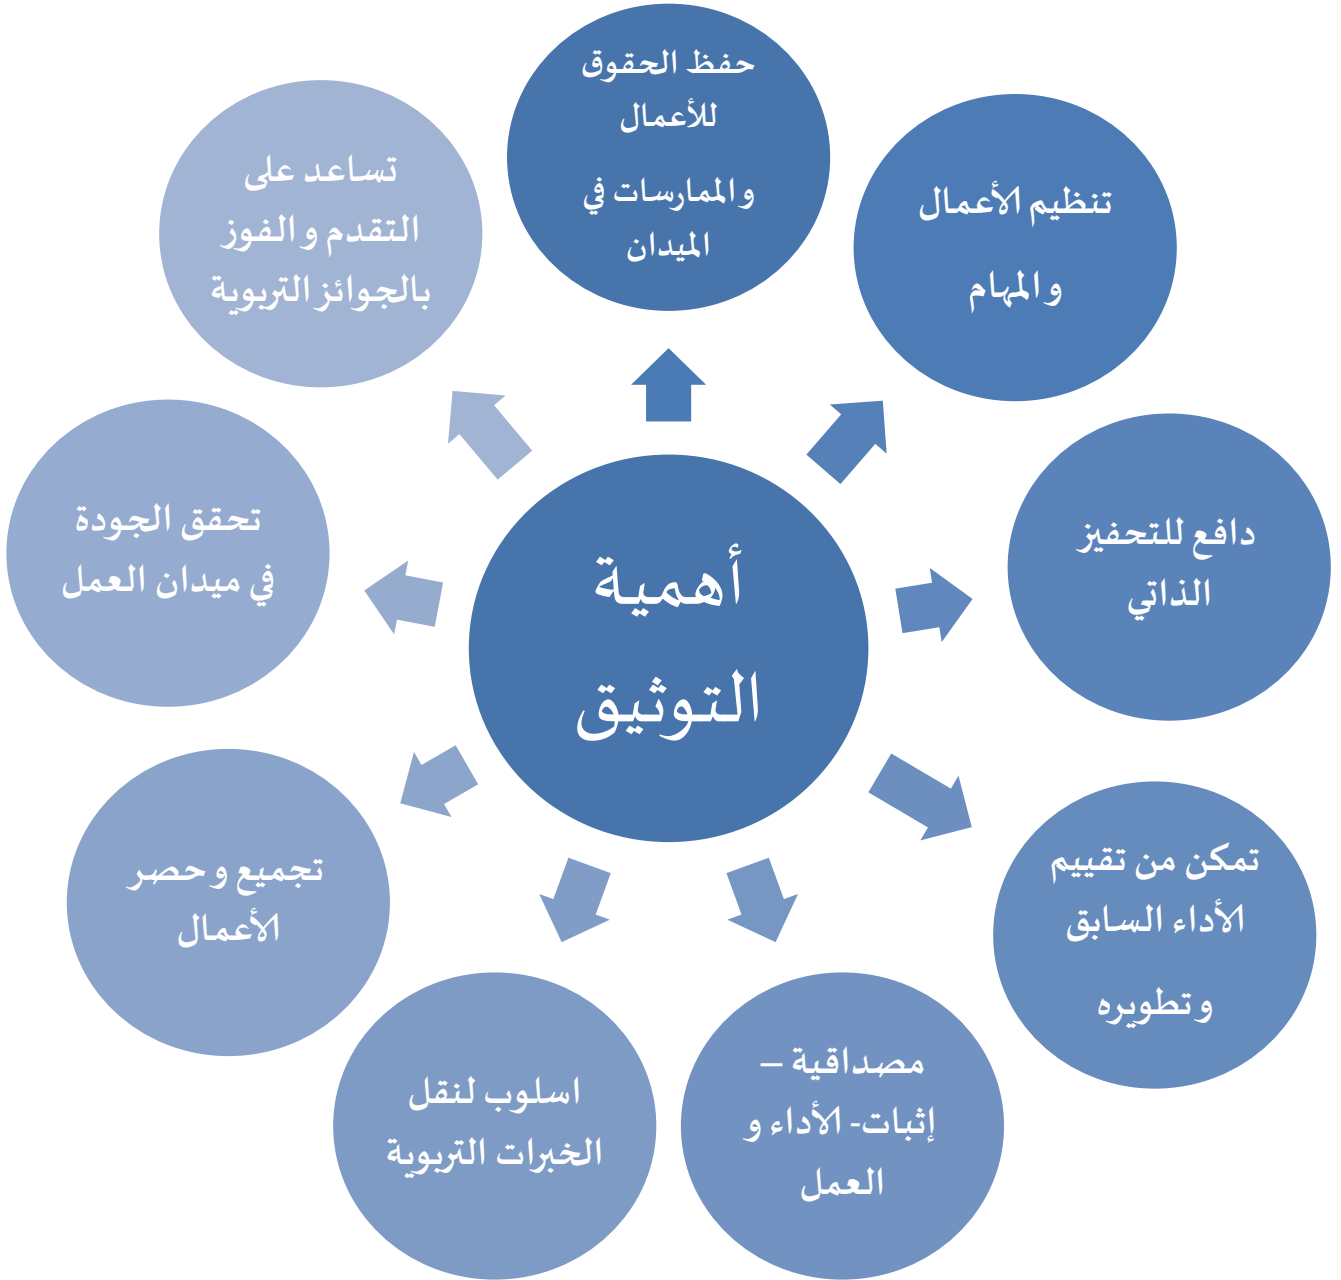 أهمية
التوثيق
حفظ الحقوق
للأعمال
والممارسات في
الميدان
تنظيم الأعمال
والمهام
دافع للتحفيز
الذاتي
تمكن من تقييم
الأداء السابق
وتطويره
مصداقية –
إثبات- الأداء و
العمل
اسلوب لنقل
الخبرات التربوية
تجميع وحصر
الأعمال
تحقق الجودة
في ميدان العمل
تساعد على
التقدم والفوز
بالجوائز التربوية